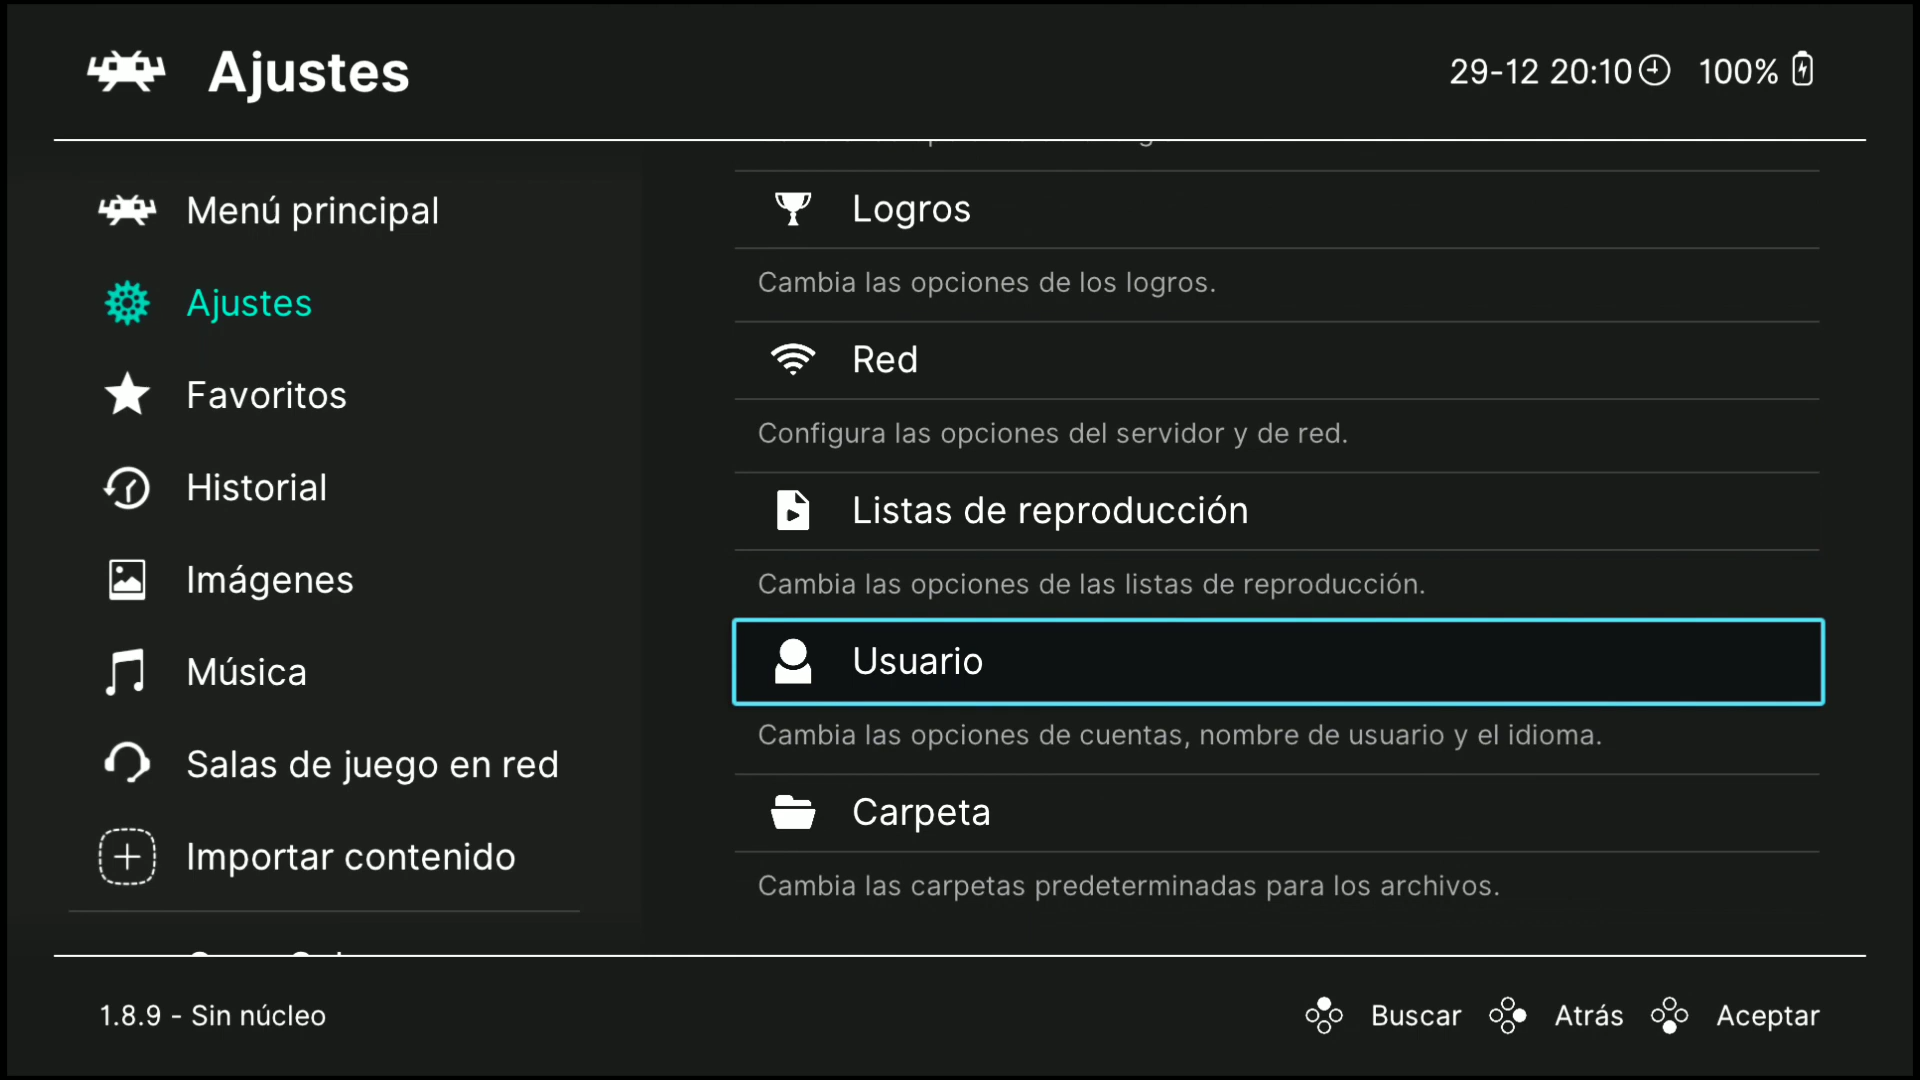 Ajustes
29-12 20:10 100%
Menú principal
Ajustes
Favoritos
Historial
Imágenes
Música
Salas de juego en red
Importar contenido
Logros
Cambia las opciones de los logros.
Red
Configura las opciones del servidor y de red.
Listas de reproducción
Cambia las opciones de las listas de reproducción.
Usuario
Cambia las opciones de cuentas, nombre de usuario y el idioma.
Carpeta
Cambia las carpetas predeterminadas para los archivos.
1.8.9 - Sin núcleo
Buscar Atrás Aceptar